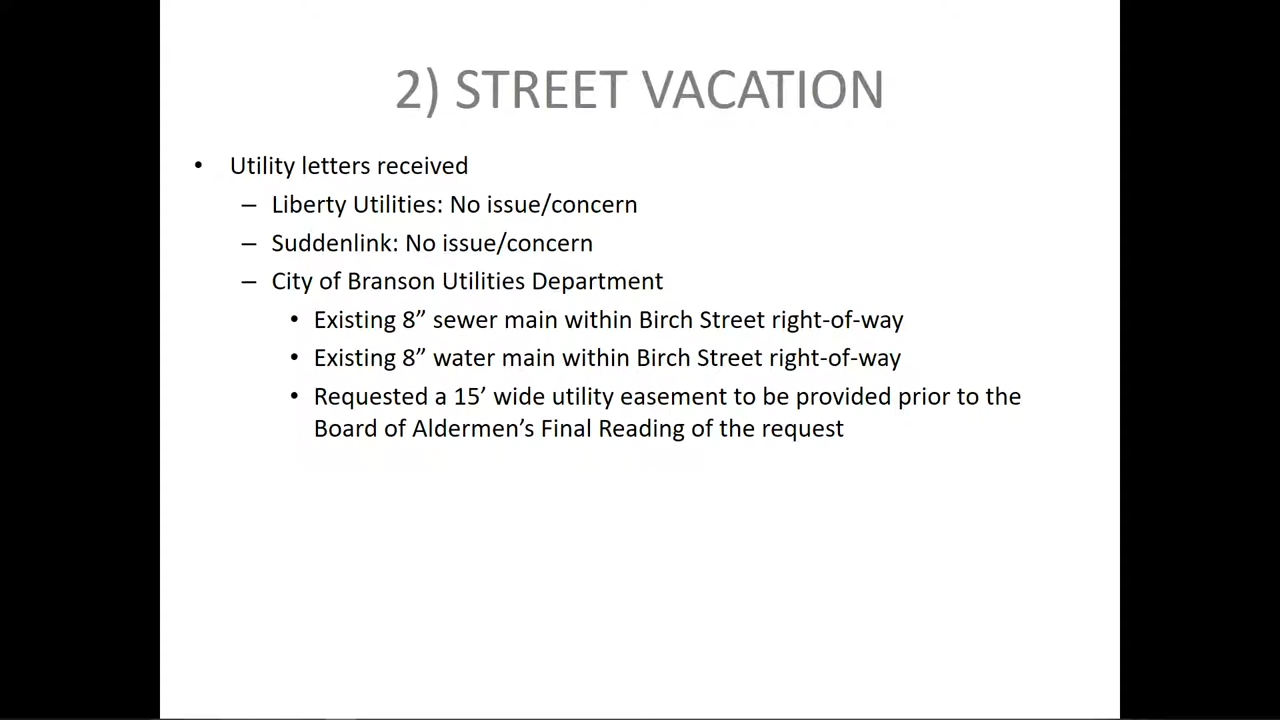 2) STREET VACATION
• Utility letters received
– Liberty Utilities: No issue/concern
– Suddenlink: No issue/concern
– City of Branson Utilities Department
• Existing 8” sewer main within Birch Street right-of-way
• Existing 8” water main within Birch Street right-of-way
• Requested a 15’ wide utility easement to be provided prior to the
Board of Aldermen’s Final Reading of the request